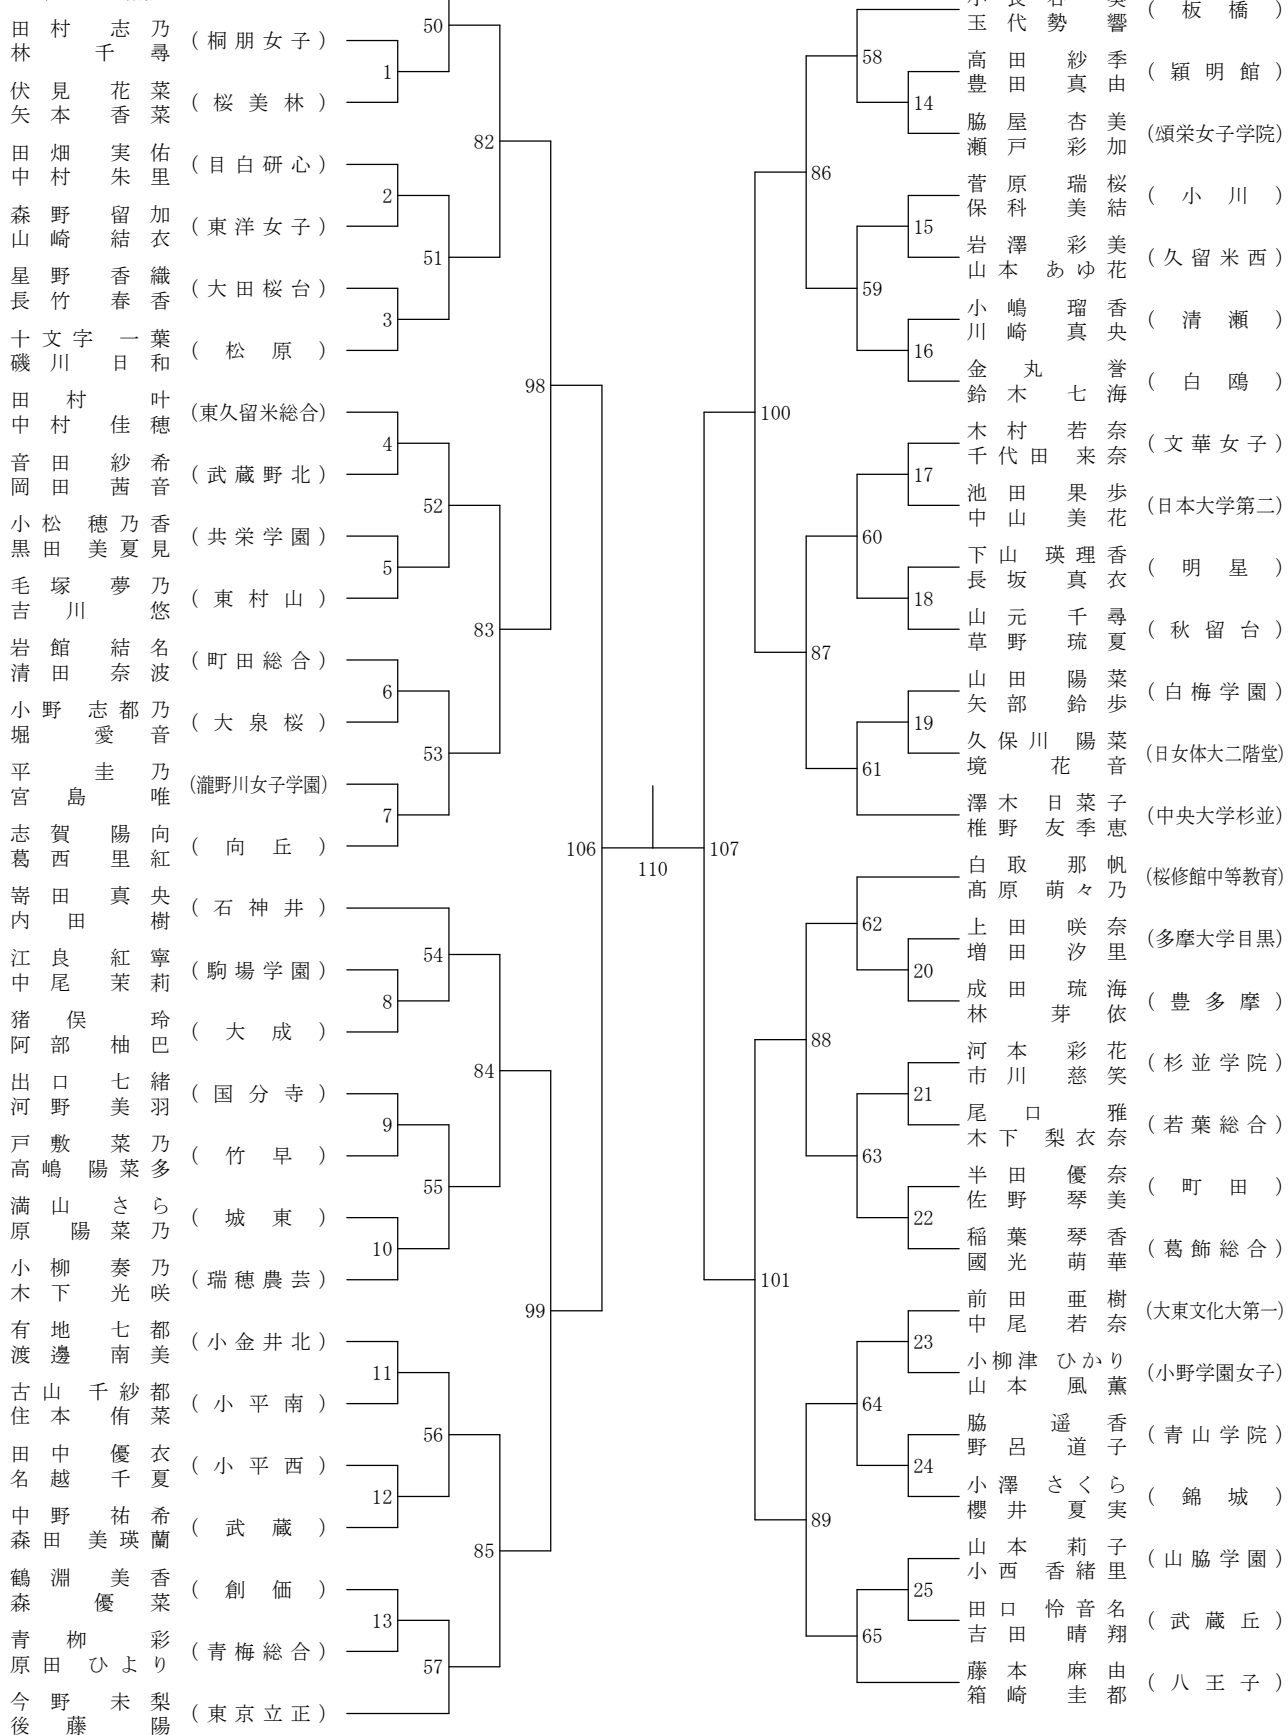 田村 志乃 (桐朋女子)
林 千尋
伏見 花菜 (桜美林)
矢本 香菜
田畑 実佑 (目白研心)
中村 朱里
森野 留加 (東洋女子)
山崎 結衣
星野 香織 (大田桜台)
長竹 春香
十文字 一葉 (松原)
磯川 日和
田村 叶 (東久留米総合)
中村 佳穂
音田 紗希 (武蔵野北)
岡田 茜音
小松 穂乃香 (共栄学園)
黒田 美夏見
毛塚 夢乃 (東村山)
吉川 悠
岩館 結名 (町田総合)
清田 奈波
小野 志都乃 (大泉桜)
堀 愛音
平 圭乃 (瀧野川女子学園)
宮島 唯
志賀 陽向 (向丘)
葛西 里紅
嵜田 真央 (石神井)
内田 樹
江良 紅寧 (駒場学園)
中尾 茉莉
猪俣 玲 (大成)
阿部 柚巴
出口 七緒 (国分寺)
河野 美羽
戸敷 菜乃 (竹早)
高嶋 陽菜多
満山 さら (城東)
原 陽菜乃
小柳 奏乃 (瑞穂農芸)
木下 光咲
有地 七都 (小金井北)
渡邊 南美
古山 千紗都 (小平南)
住本 侑菜
田中 優衣 (小平西)
名越 千夏
中野 祐希 (武蔵)
森田 美瑛蘭
鶴淵 美香 (創価)
森 優菜
青栁 彩 (青梅総合)
原田 ひより
今野 未梨 (東京立正)
後藤 陽
50
1
82
2
51
3
98
4
52
5
83
6
53
7
106
54
8
84
9
55
10
99
11
56
12
85
13
57
110
107
58
14
86
15
59
16
100
17
60
18
87
19
61
62
20
88
21
63
22
101
23
64
24
89
25
65
玉代勢 響 (板橋)
高田 紗季 (穎明館)
豊田 真由
脇屋 杏美 (頌栄女子学院)
瀬戸 彩加
菅原 瑞桜 (小川)
保科 美結
岩澤 彩美 (久留米西)
山本 あゆ花
小嶋 瑠香 (清瀬)
川崎 真央
金丸 誉 (白鴎)
鈴木 七海
木村 若奈 (文華女子)
千代田 来奈
池田 果歩 (日本大学第二)
中山 美花
下山 瑛理香 (明星)
長坂 真衣
山元 千尋 (秋留台)
草野 琉夏
山田 陽菜 (白梅学園)
矢部 鈴歩
久保川 陽菜 (日女体大二階堂)
境 花音
澤木 日菜子 (中央大学杉並)
椎野 友季恵
白取 那帆 (桜修館中等教育)
髙原 萌々乃
上田 咲奈 (多摩大学目黒)
増田 汐里
成田 琉海 (豊多摩)
林 芽依
河本 彩花 (杉並学院)
市川 慈笑
尾口 雅 (若葉総合)
木下 梨衣奈
半田 優奈 (町田)
佐野 琴美
稲葉 琴香 (葛飾総合)
國光 萌華
前田 亜樹 (大東文化大第一)
中尾 若奈
小柳津 ひかり (小野学園女子)
山本 風薫
脇 遥香 (青山学院)
野呂 道子
小澤 さくら (錦城)
櫻井 夏実
山本 莉子 (山脇学園)
小西 香緒里
田口 怜音名 (武蔵丘)
吉田 晴翔
藤本 麻由 (八王子)
箱崎 圭都